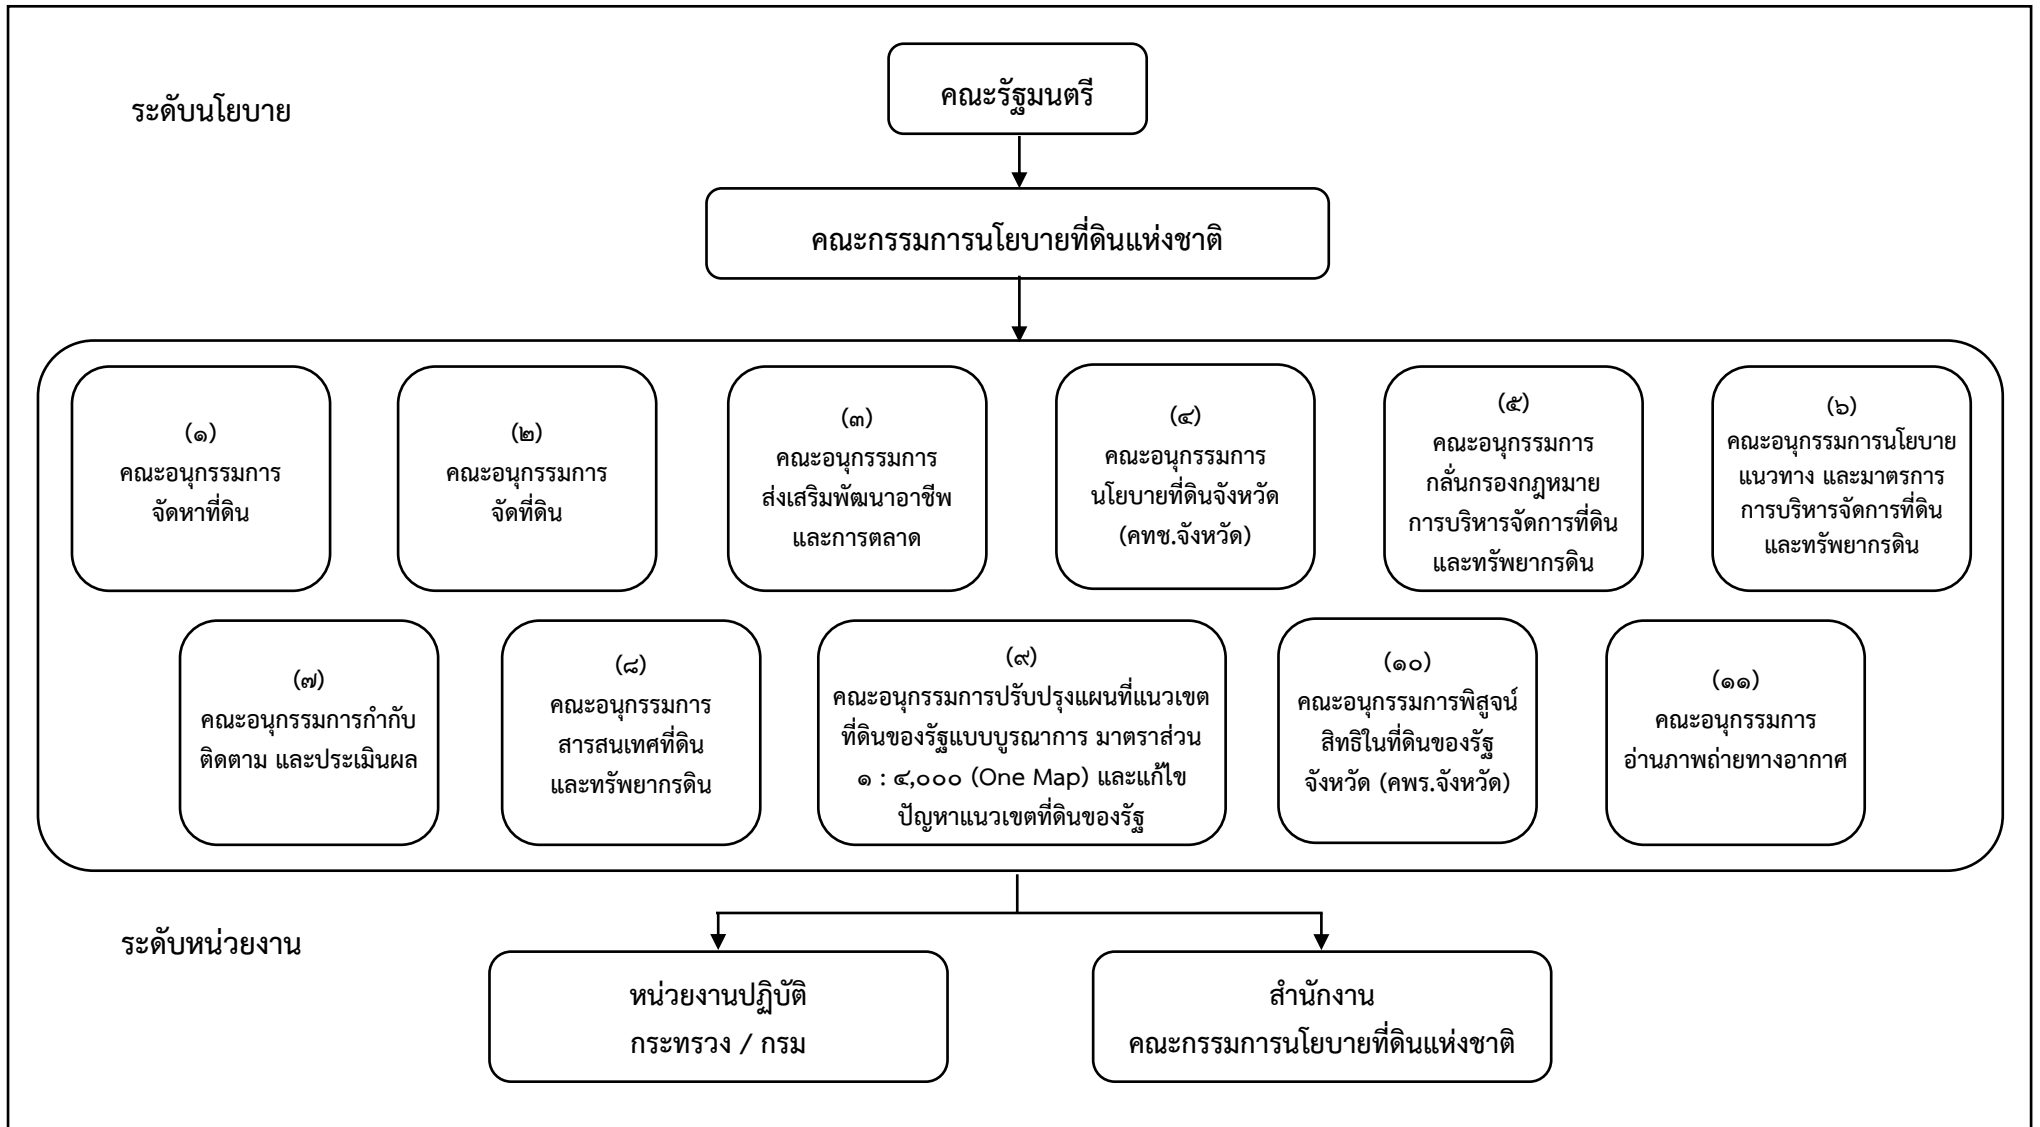 ระดับนโยบาย
คณะรัฐมนตรี
คณะกรรมการนโยบายที่ดินแห่งชาติ
(๑)
คณะอนุกรรมการ
จัดหาที่ดิน
(๒)
คณะอนุกรรมการ
จัดที่ดิน
(๓)
คณะอนุกรรมการ
ส่งเสริมพัฒนาอาชีพ
และการตลาด
(๔)
คณะอนุกรรมการ
นโยบายที่ดินจังหวัด
(คทช.จังหวัด)
(๕)
คณะอนุกรรมการ
กลั่นกรองกฎหมาย
การบริหารจัดการที่ดิน
และทรัพยากรดิน
(๖)
คณะอนุกรรมการนโยบาย
แนวทาง และมาตรการ
การบริหารจัดการที่ดิน
และทรัพยากรดิน
(๗)
คณะอนุกรรมการกำกับ
ติดตาม และประเมินผล
(๘)
คณะอนุกรรมการ
สารสนเทศที่ดิน
และทรัพยากรดิน
(๙)
คณะอนุกรรมการปรับปรุงแผนที่แนวเขต
ที่ดินของรัฐแบบบูรณาการ มาตราส่วน
๑ : ๔,๐๐๐ (One Map) และแก้ไข
ปัญหาแนวเขตที่ดินของรัฐ
(๑๐)
คณะอนุกรรมการพิสูจน์
สิทธิในที่ดินของรัฐ
จังหวัด (คพร.จังหวัด)
(๑๑)
คณะอนุกรรมการ
อ่านภาพถ่ายทางอากาศ
ระดับหน่วยงาน
หน่วยงานปฏิบัติ
กระทรวง / กรม
สำนักงาน
คณะกรรมการนโยบายที่ดินแห่งชาติ